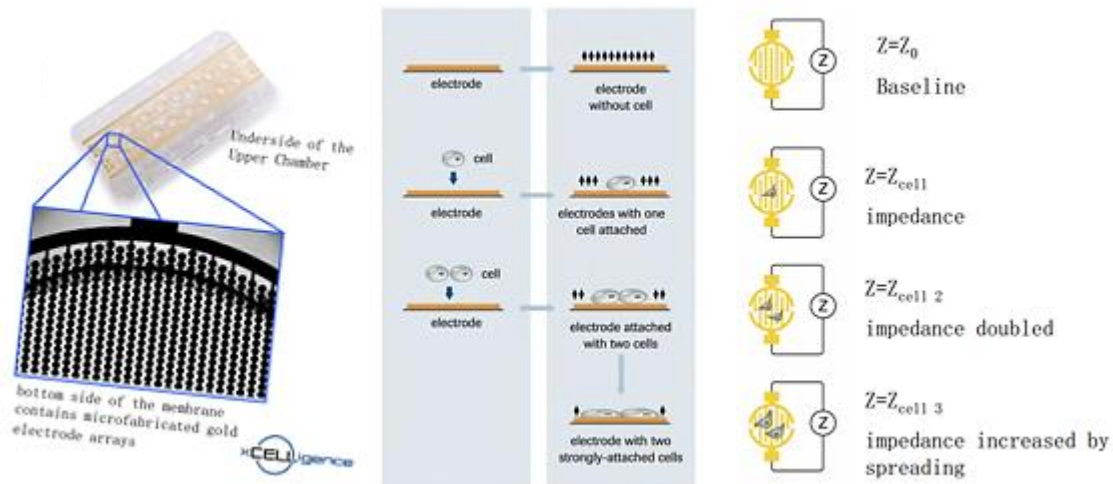 Underside of the
Upper Chamber
bottom side of the membrane
contains microfabricated gold
electrode arrays
xCELLigence
electrode
electrode
without cell
cell
electrode
electrodes with one
cell attached
cell
electrode
electrode attached
with two cells
electrode with two
strongly-attached cells
Z
Z=Z0
Baseline
Z
Z=Zcell
impedance
Z
Z=Zcell 2
impedance doubled
Z
Z=Zcell 3
impedance increased by
spreading